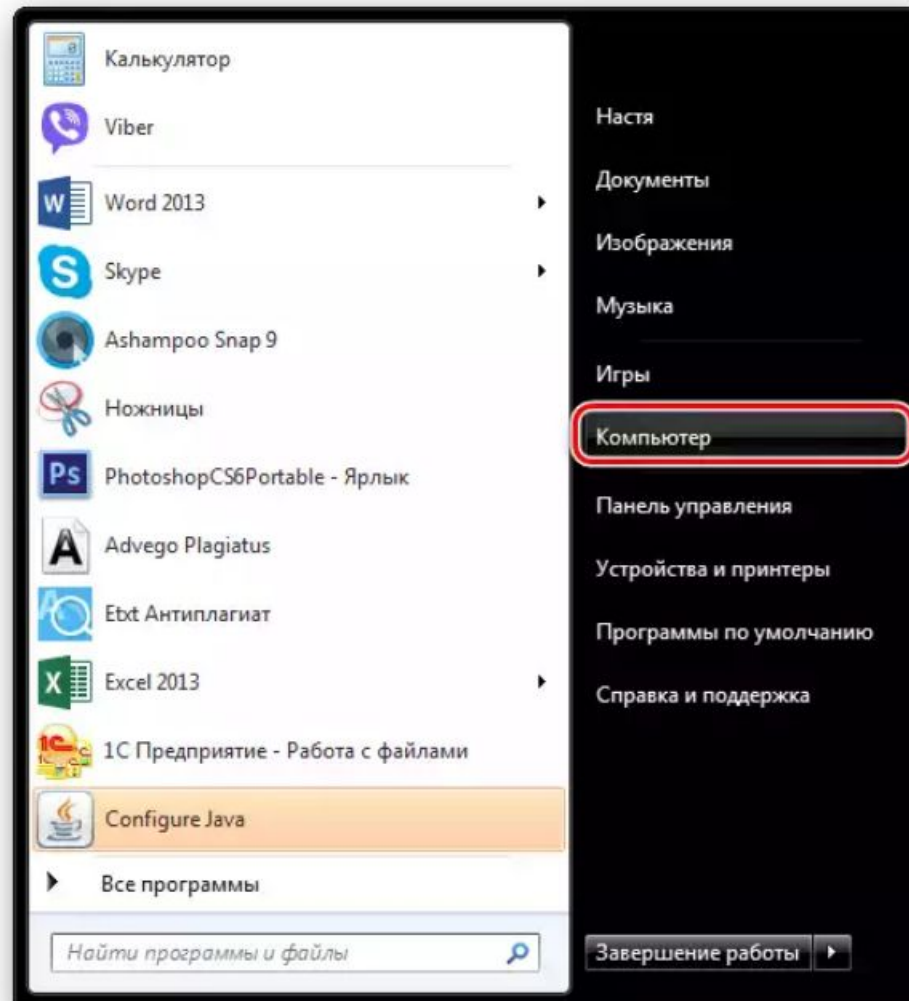 Калькулятор
Viber
Word 2013
Skype
Ashampoo Snap 9
Ножницы
PhotoshopCS6Portable - Ярлык
Advego Plagiatus
Etxt Антиплагиат
Excel 2013
1С Предприятие - Работа с файлами
Configure Java
Все программы
Найти программы и файлы
Настя
Документы
Изображения
Музыка
Игры
Компьютер
Панель управления
Устройства и принтеры
Программы по умолчанию
Справка и поддержка
Завершение работы